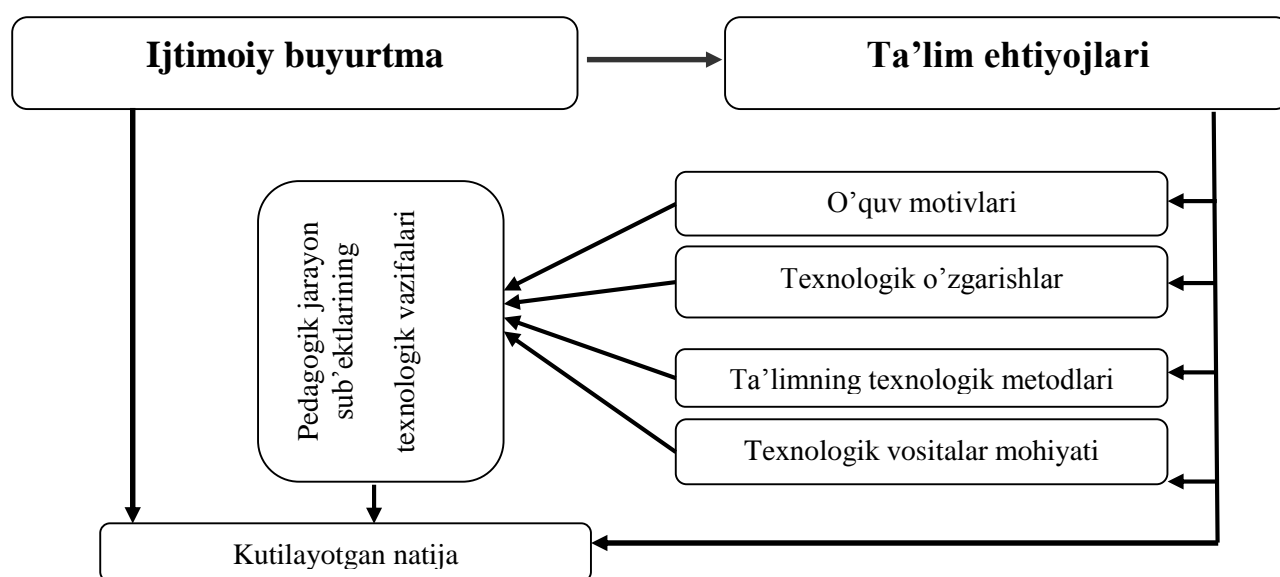 Ijtimoiy buyurtma
Ta’lim ehtiyojlari
O’quv motivlari
Texnologik o’zgarishlar
Ta’limning texnologik metodlari
Texnologik vositalar mohiyati
Pedagogik jarayon
sub’ektlarining
texnologik vazifalari
Kutilayotgan natija